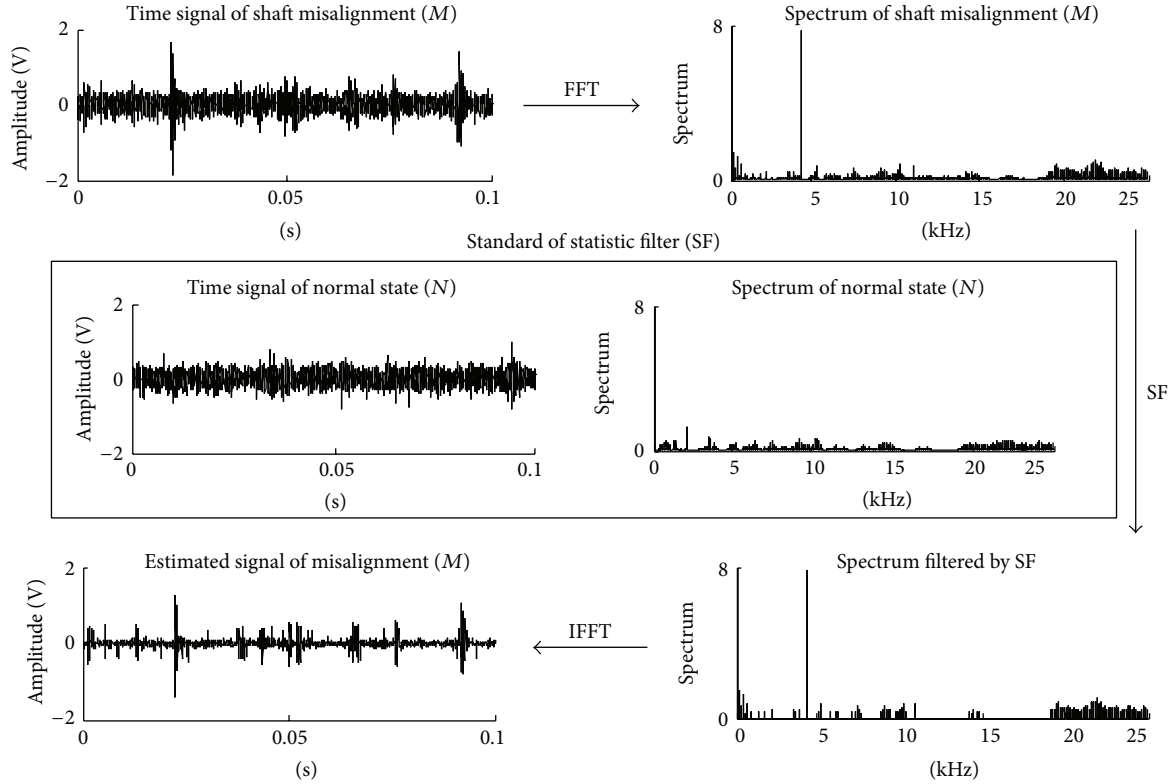 Time signal of shaft misalignment (M)
Amplitude (V)
2
0
−2
0
0.05
0.1
(s)
FFT
Spectrum of shaft misalignment (M)
Spectrum
8
0
0
5
10
15
20
25
(kHz)
Standard of statistic filter (SF)
Time signal of normal state (N)
Amplitude (V)
2
0
−2
0
0.05
0.1
(s)
Spectrum of normal state (N)
Spectrum
8
0
0
5
10
15
20
25
(kHz)
SF
Estimated signal of misalignment (M)
Amplitude (V)
2
0
−2
0
0.05
0.1
(s)
IFFT
Spectrum filtered by SF
Spectrum
8
0
0
5
10
15
20
25
(kHz)